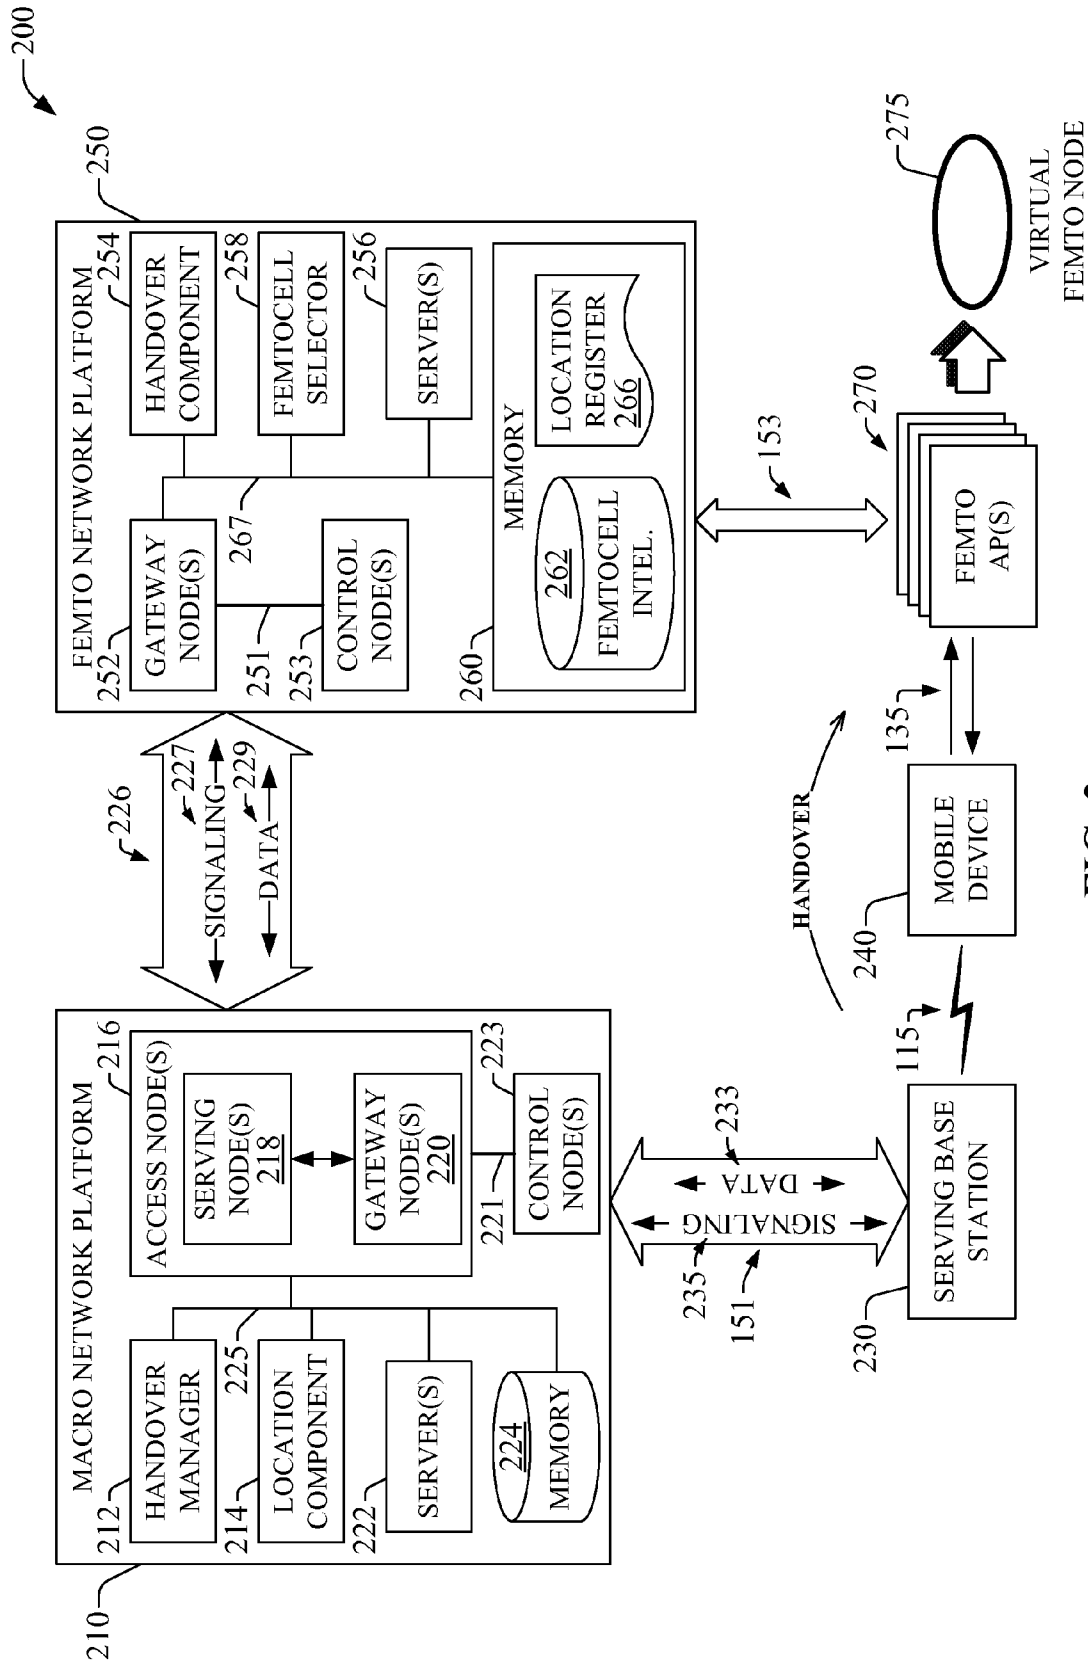 200
MACRO NETWORK PLATFORM
210
212
HANDOVER
MANAGER
214
LOCATION
COMPONENT
222
SERVER(S)
224
MEMORY
225
216
ACCESS NODE(S)
SERVING
NODE(S)
218
GATEWAY
NODE(S)
220
221
223
CONTROL
NODE(S)
226
227
SIGNALING
229
DATA
FEMTO NETWORK PLATFORM
250
252
GATEWAY
NODE(S)
254
HANDOVER
COMPONENT
251
253
CONTROL
NODE(S)
267
258
FEMTOCELL
SELECTOR
256
SERVER(S)
260
MEMORY
262
FEMTOCELL
INTEL.
LOCATION
REGISTER
266
151
235
SIGNALING
DATA
233
153
HANDOVER
230
SERVING BASE
STATION
115
240
MOBILE
DEVICE
135
270
FEMTO
AP(S)
275
VIRTUAL
FEMTO NODE